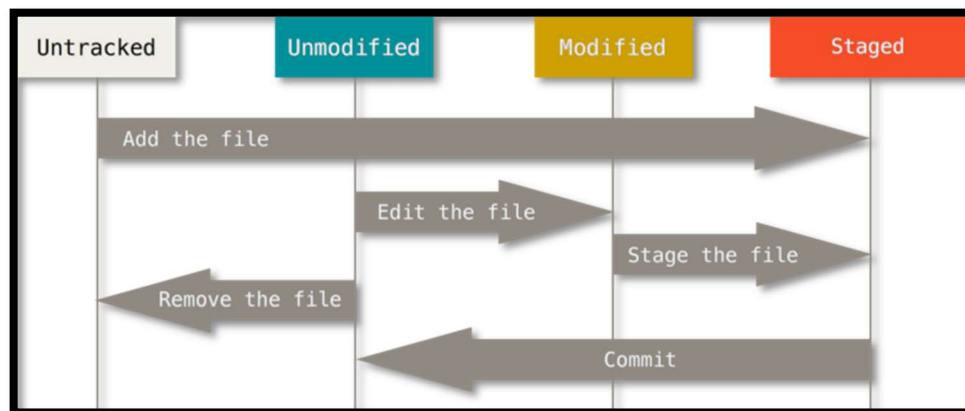 Untracked
Unmodified
Modified
Staged
Add the file
Edit the file
Stage the file
Remove the file
Commit